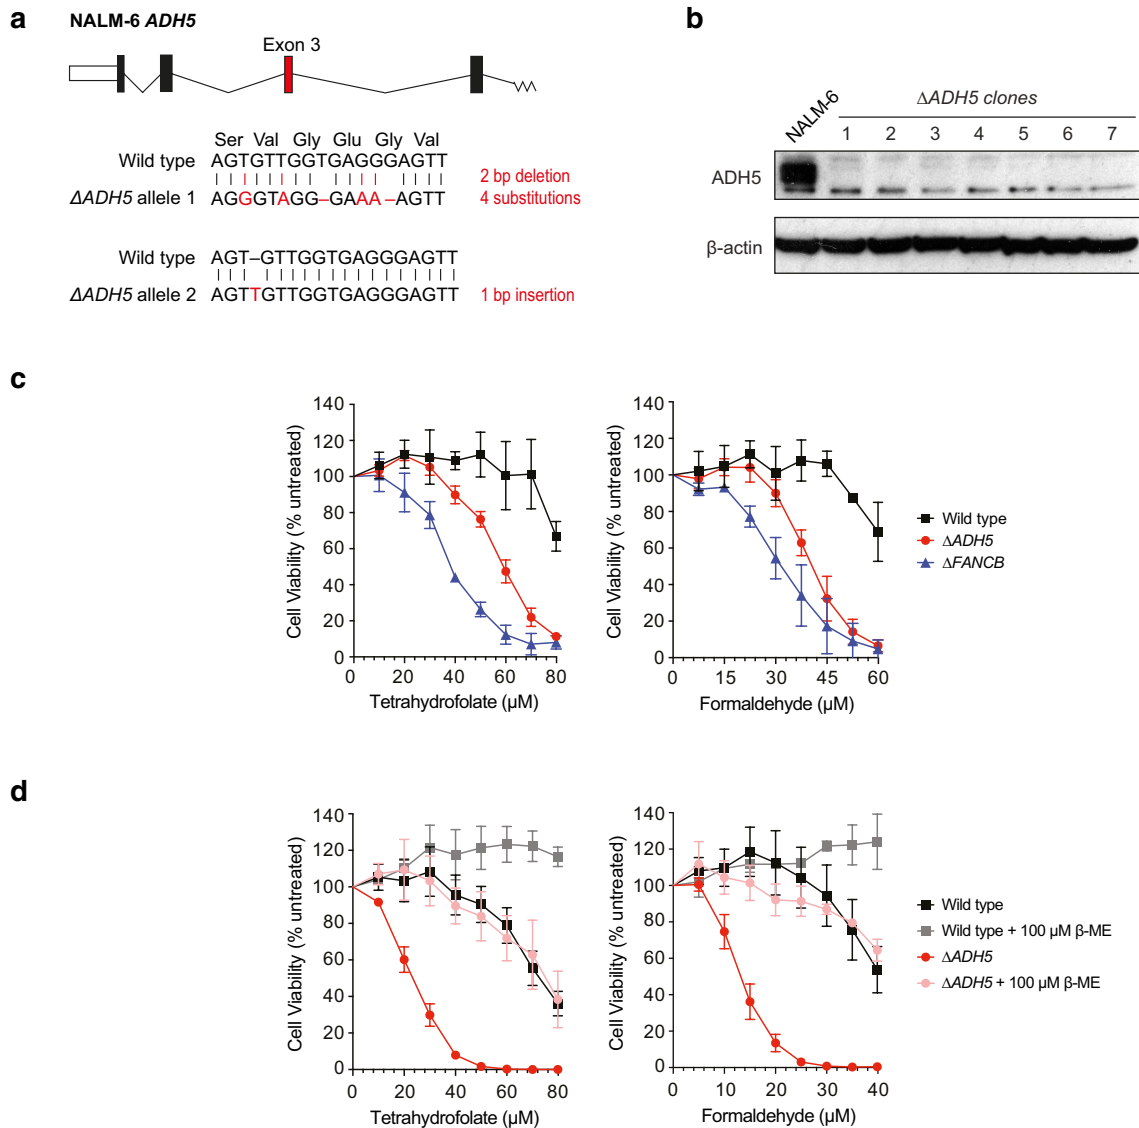 a
NALM-6 ADH5
Exon 3
Ser Val Gly Glu Gly Val
Wild type AGTGTTGGTGAGGGAGTT
ΔADH5 allele 1 AGGGTAGG–GAAA–AGTT
2 bp deletion
4 substitutions
Wild type AGT–GTTGGTGAGGGAGTT
ΔADH5 allele 2 AGTTGTTGGTGAGGGAGTT
1 bp insertion
b
NALM-6
ΔADH5 clones
1 2 3 4 5 6 7
ADH5
β-actin
c
Cell Viability (% untreated)
140
120
100
80
60
40
20
0
0 20 40 60 80
Tetrahydrofolate (µM)
Cell Viability (% untreated)
140
120
100
80
60
40
20
0
0 15 30 45 60
Formaldehyde (µM)
Wild type
ΔADH5
ΔFANCB
d
Cell Viability (% untreated)
140
120
100
80
60
40
20
0
0 20 40 60 80
Tetrahydrofolate (µM)
Cell Viability (% untreated)
140
120
100
80
60
40
20
0
0 10 20 30 40
Formaldehyde (µM)
Wild type
Wild type + 100 µM β-ME
ΔADH5
ΔADH5 + 100 µM β-ME